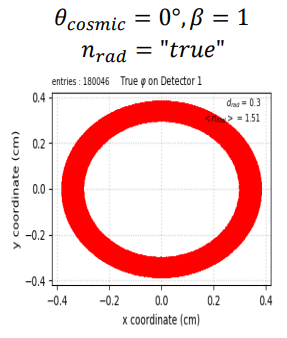 θcosmic = 0°, β = 1
nrad = "true"
entries : 180046 True φ on Detector 1
drad = 0.3
= 1.51
y coordinate (cm)
0.4
0.2
0.0
−0.2
−0.4
−0.4 −0.2 0.0 0.2 0.4
x coordinate (cm)